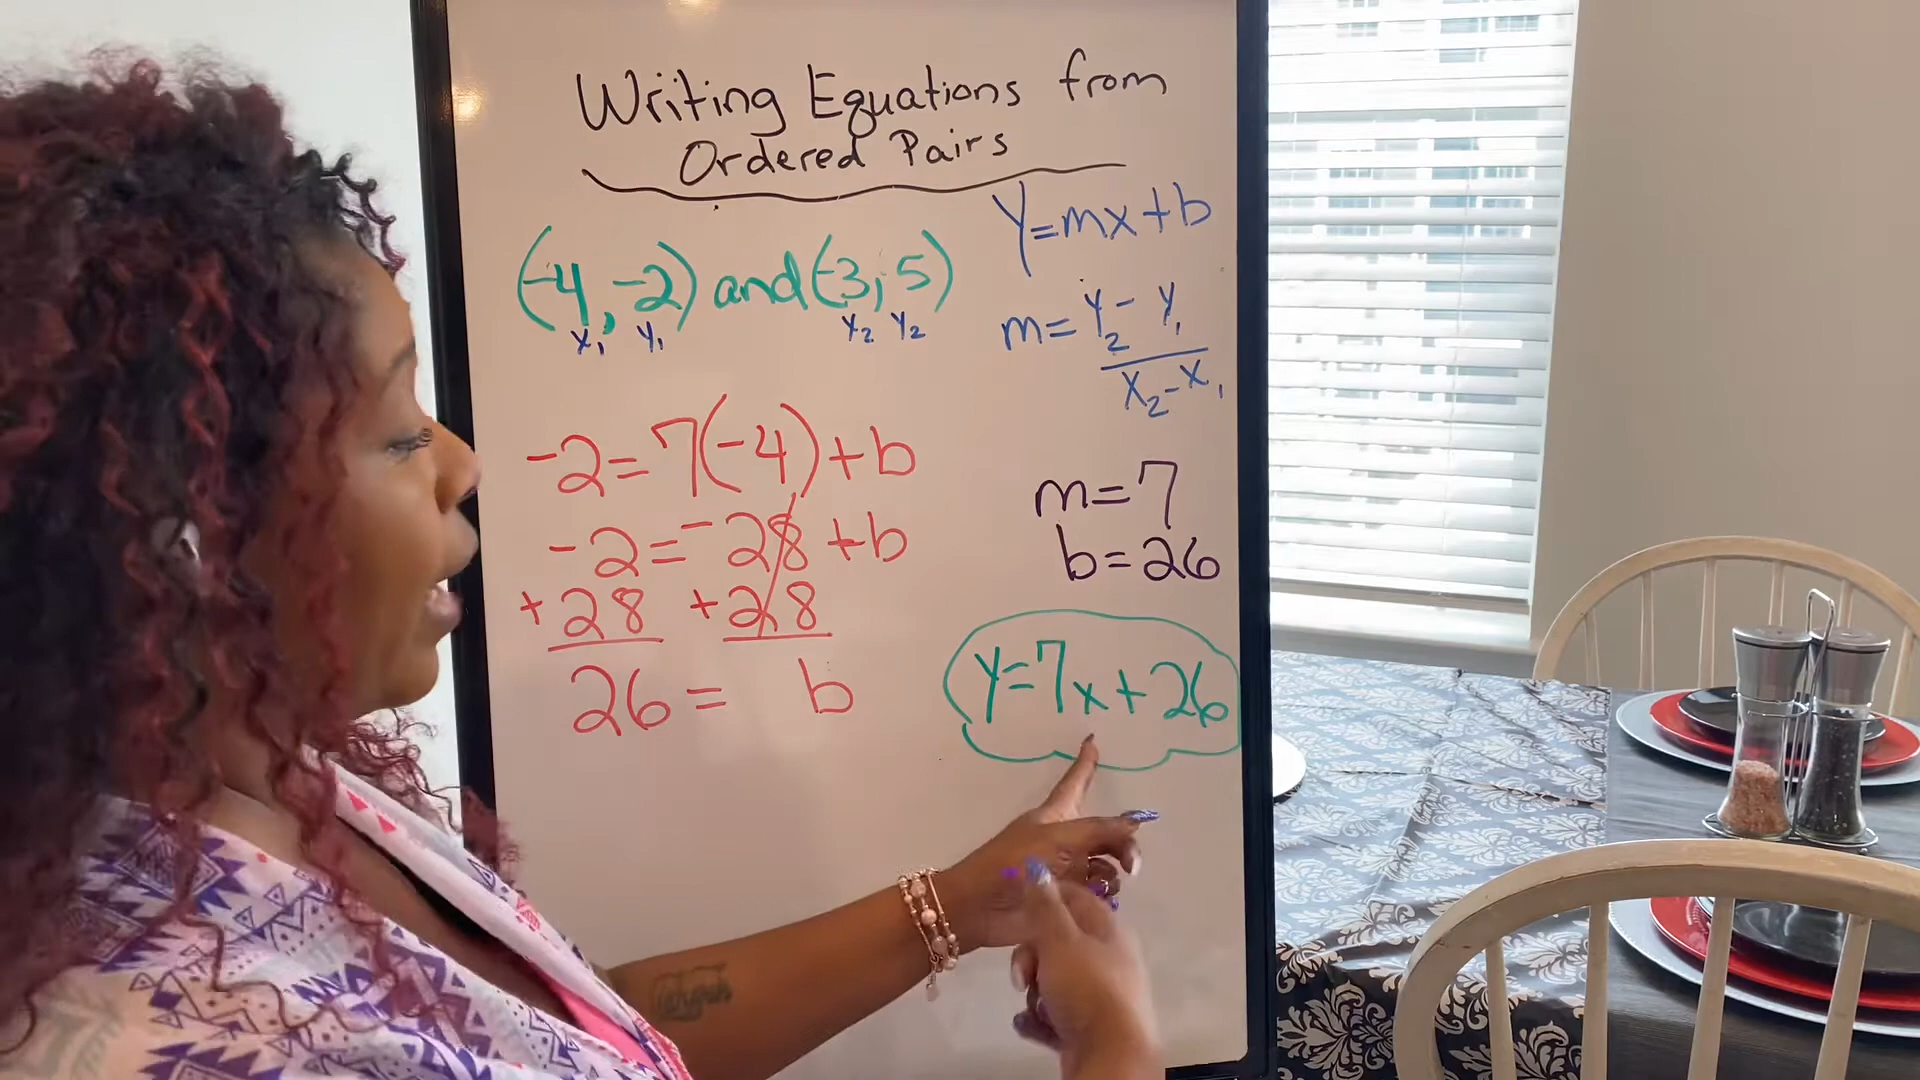 Writing Equations from
Ordered Pairs
y=mx+b
(-4, -2) and (-3, 5)
x₁ y₁ x₂ y₂
m = y₂ - y₁
x₂ - x₁
-2=7(-4)+b
-2=-28+b
+28 +28
26= b
m=7
b=26
y=7x+26